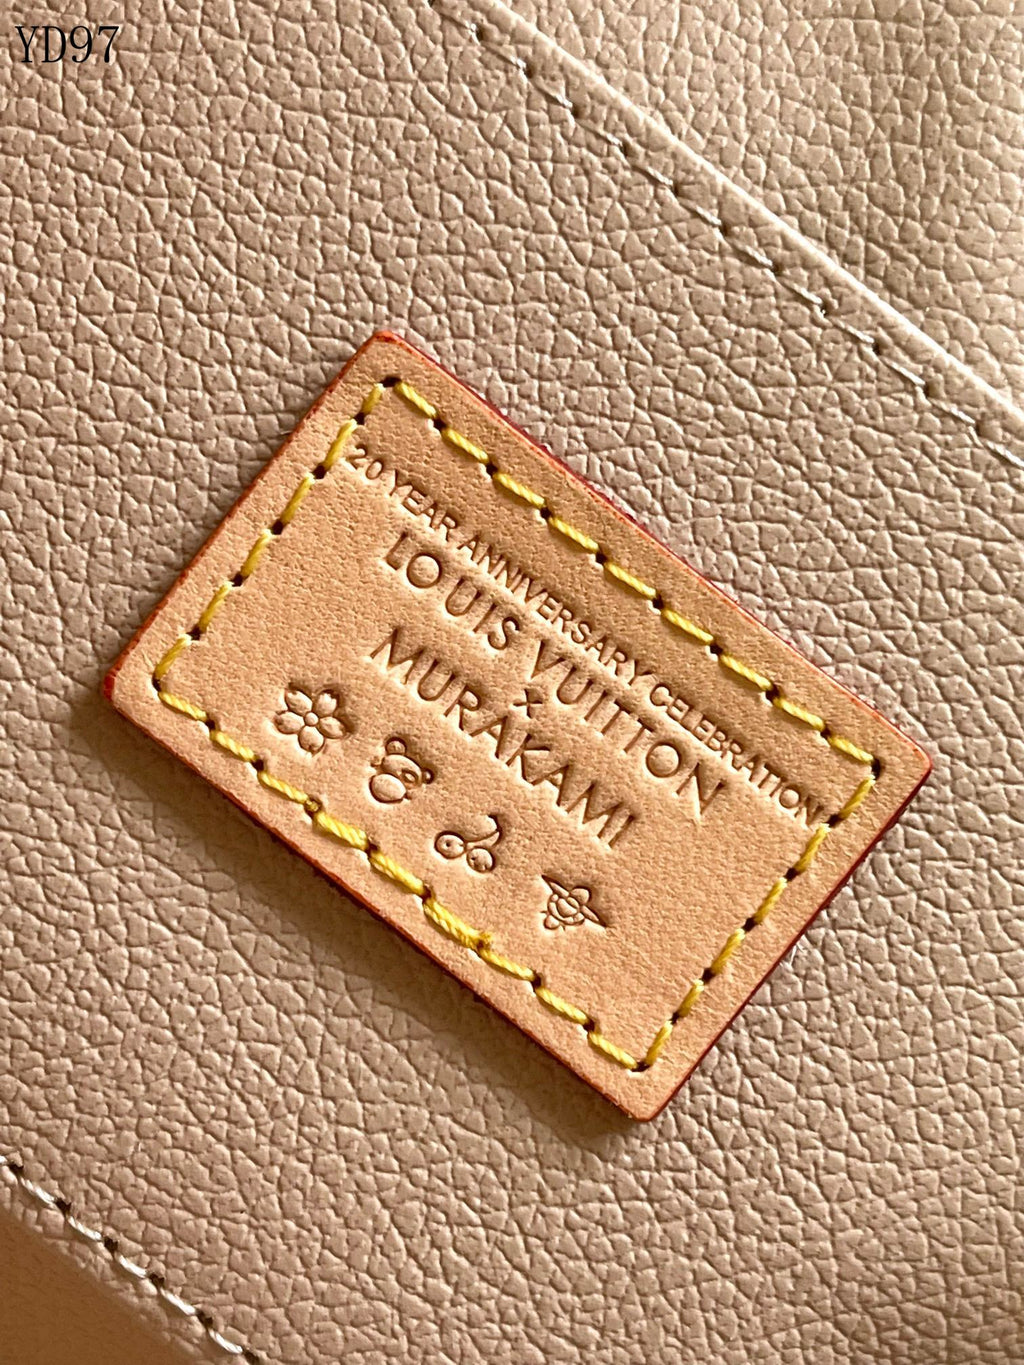 YD97
20 YEAR ANNIVERSARY CELEBRATION
LOUIS VUITTON
×
MURAKAMI